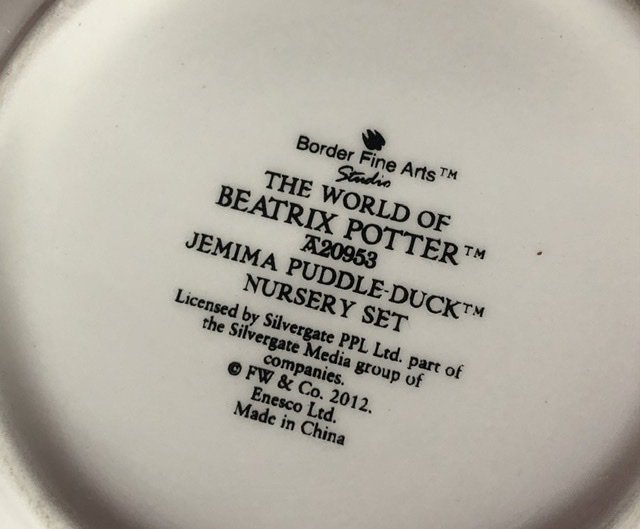 Border Fine Arts™
Studio
THE WORLD OF
BEATRIX POTTER™
A20953
JEMIMA PUDDLE-DUCK™
NURSERY SET
Licensed by Silvergate PPL Ltd. part of
the Silvergate Media group of
companies.
© FW & Co. 2012.
Enesco Ltd.
Made in China